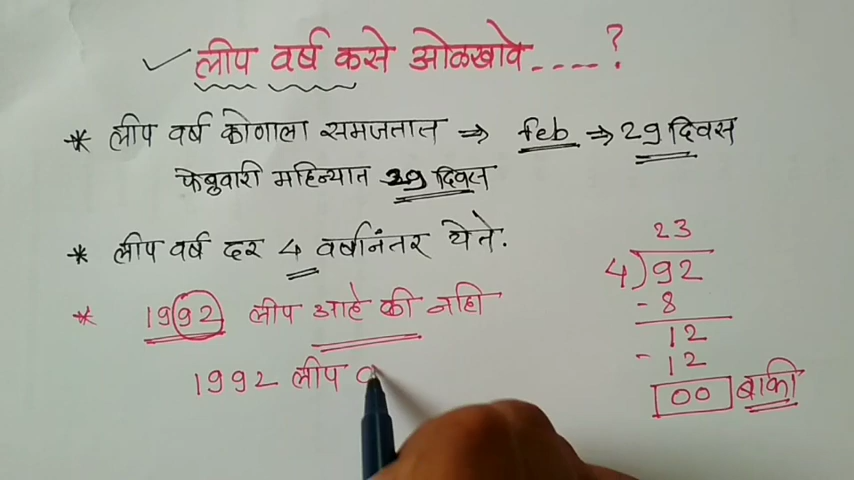 लीप वर्ष कसे ओळखावे.....?
* लीप वर्ष कोणाला समजतात ⇒ feb ⇒ 29 दिवस
फेब्रुवारी महिन्यात 29 दिवस
* लीप वर्ष दर 4 वर्षानंतर येते.
* 1992 लीप आहे की नही
1992 लीप
23
4)92
-8
12
-12
00 बाकी